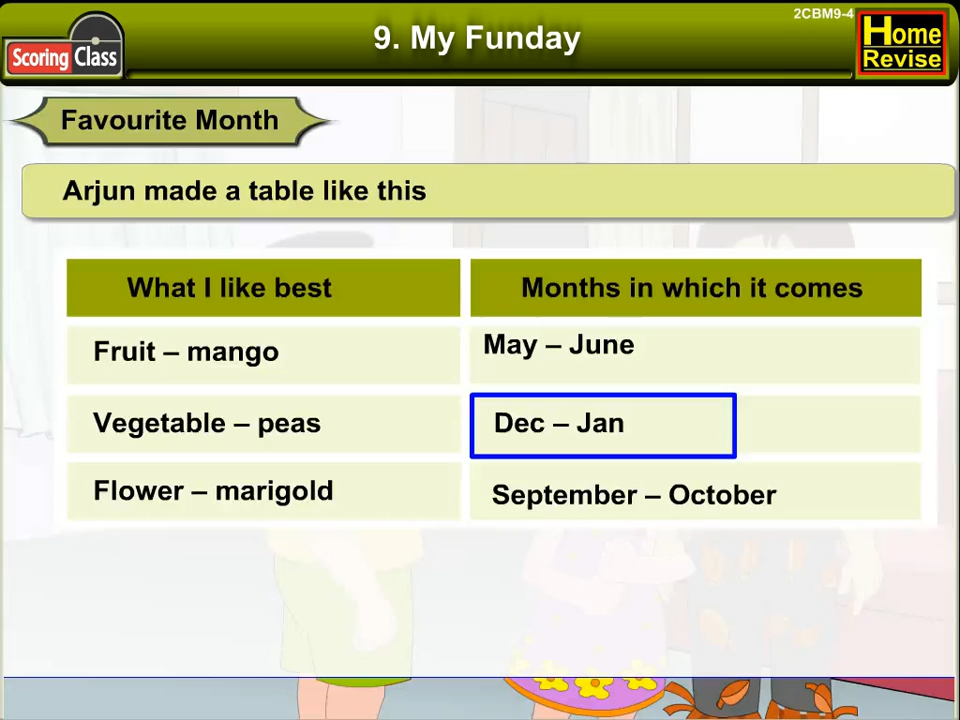 2CBM9-4
Scoring Class
9. My Funday
Home
Revise
Favourite Month
Arjun made a table like this
What I like best
Months in which it comes
Fruit – mango
May – June
Vegetable – peas
Dec – Jan
Flower – marigold
September – October